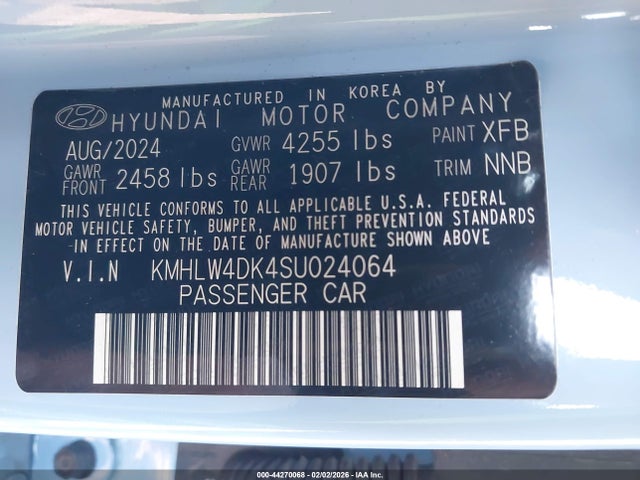 MANUFACTURED IN KOREA BY
HYUNDAI MOTOR COMPANY
AUG/2024 GVWR 4255 lbs PAINT XFB
GAWR FRONT 2458 lbs GAWR REAR 1907 lbs TRIM NNB
THIS VEHICLE CONFORMS TO ALL APPLICABLE U.S.A. FEDERAL
MOTOR VEHICLE SAFETY, BUMPER, AND THEFT PREVENTION STANDARDS
IN EFFECT ON THE DATE OF MANUFACTURE SHOWN ABOVE.
V.I.N KMHLW4DK4SU024064
PASSENGER CAR
000-44270068 - 02/02/2026 - IAA Inc.